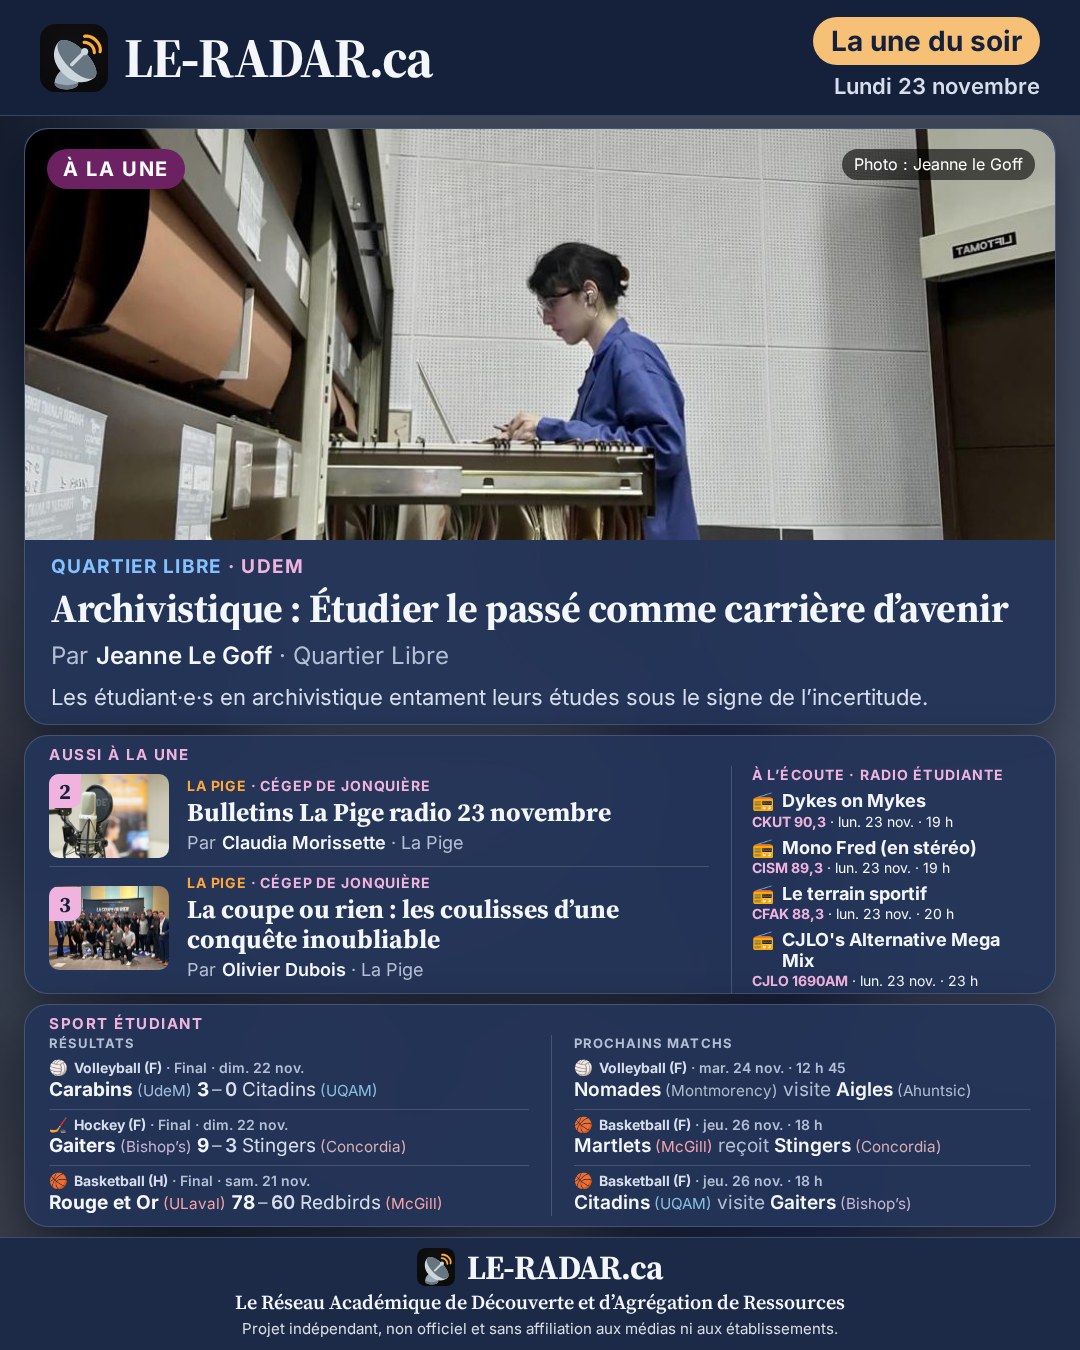 LE-RADAR.ca
La une du soir
Lundi 23 novembre
À LA UNE
Photo : Jeanne le Goff
QUARTIER LIBRE · UDEM
Archivistique : Étudier le passé comme carrière d’avenir
Par Jeanne Le Goff · Quartier Libre
Les étudiant·e·s en archivistique entament leurs études sous le signe de l’incertitude.
AUSSI À LA UNE
2
LA PIGE · CÉGEP DE JONQUIÈRE
Bulletins La Pige radio 23 novembre
Par Claudia Morissette · La Pige
3
LA PIGE · CÉGEP DE JONQUIÈRE
La coupe ou rien : les coulisses d’une
conquête inoubliable
Par Olivier Dubois · La Pige
À L’ÉCOUTE · RADIO ÉTUDIANTE
Dykes on Mykes
CKUT 90,3 · lun. 23 nov. · 19 h
Mono Fred (en stéréo)
CISM 89,3 · lun. 23 nov. · 19 h
Le terrain sportif
CFAK 88,3 · lun. 23 nov. · 20 h
CJLO's Alternative Mega
Mix
CJLO 1690AM · lun. 23 nov. · 23 h
SPORT ÉTUDIANT
RÉSULTATS
Volleyball (F) · Final · dim. 22 nov.
Carabins (UdeM) 3 – 0 Citadins (UQAM)
Hockey (F) · Final · dim. 22 nov.
Gaiters (Bishop’s) 9 – 3 Stingers (Concordia)
Basketball (H) · Final · sam. 21 nov.
Rouge et Or (ULaval) 78 – 60 Redbirds (McGill)
PROCHAINS MATCHS
Volleyball (F) · mar. 24 nov. · 12 h 45
Nomades (Montmorency) visite Aigles (Ahuntsic)
Basketball (F) · jeu. 26 nov. · 18 h
Martlets (McGill) reçoit Stingers (Concordia)
Basketball (F) · jeu. 26 nov. · 18 h
Citadins (UQAM) visite Gaiters (Bishop’s)
LE-RADAR.ca
Le Réseau Académique de Découverte et d’Agrégation de Ressources
Projet indépendant, non officiel et sans affiliation aux médias ni aux établissements.